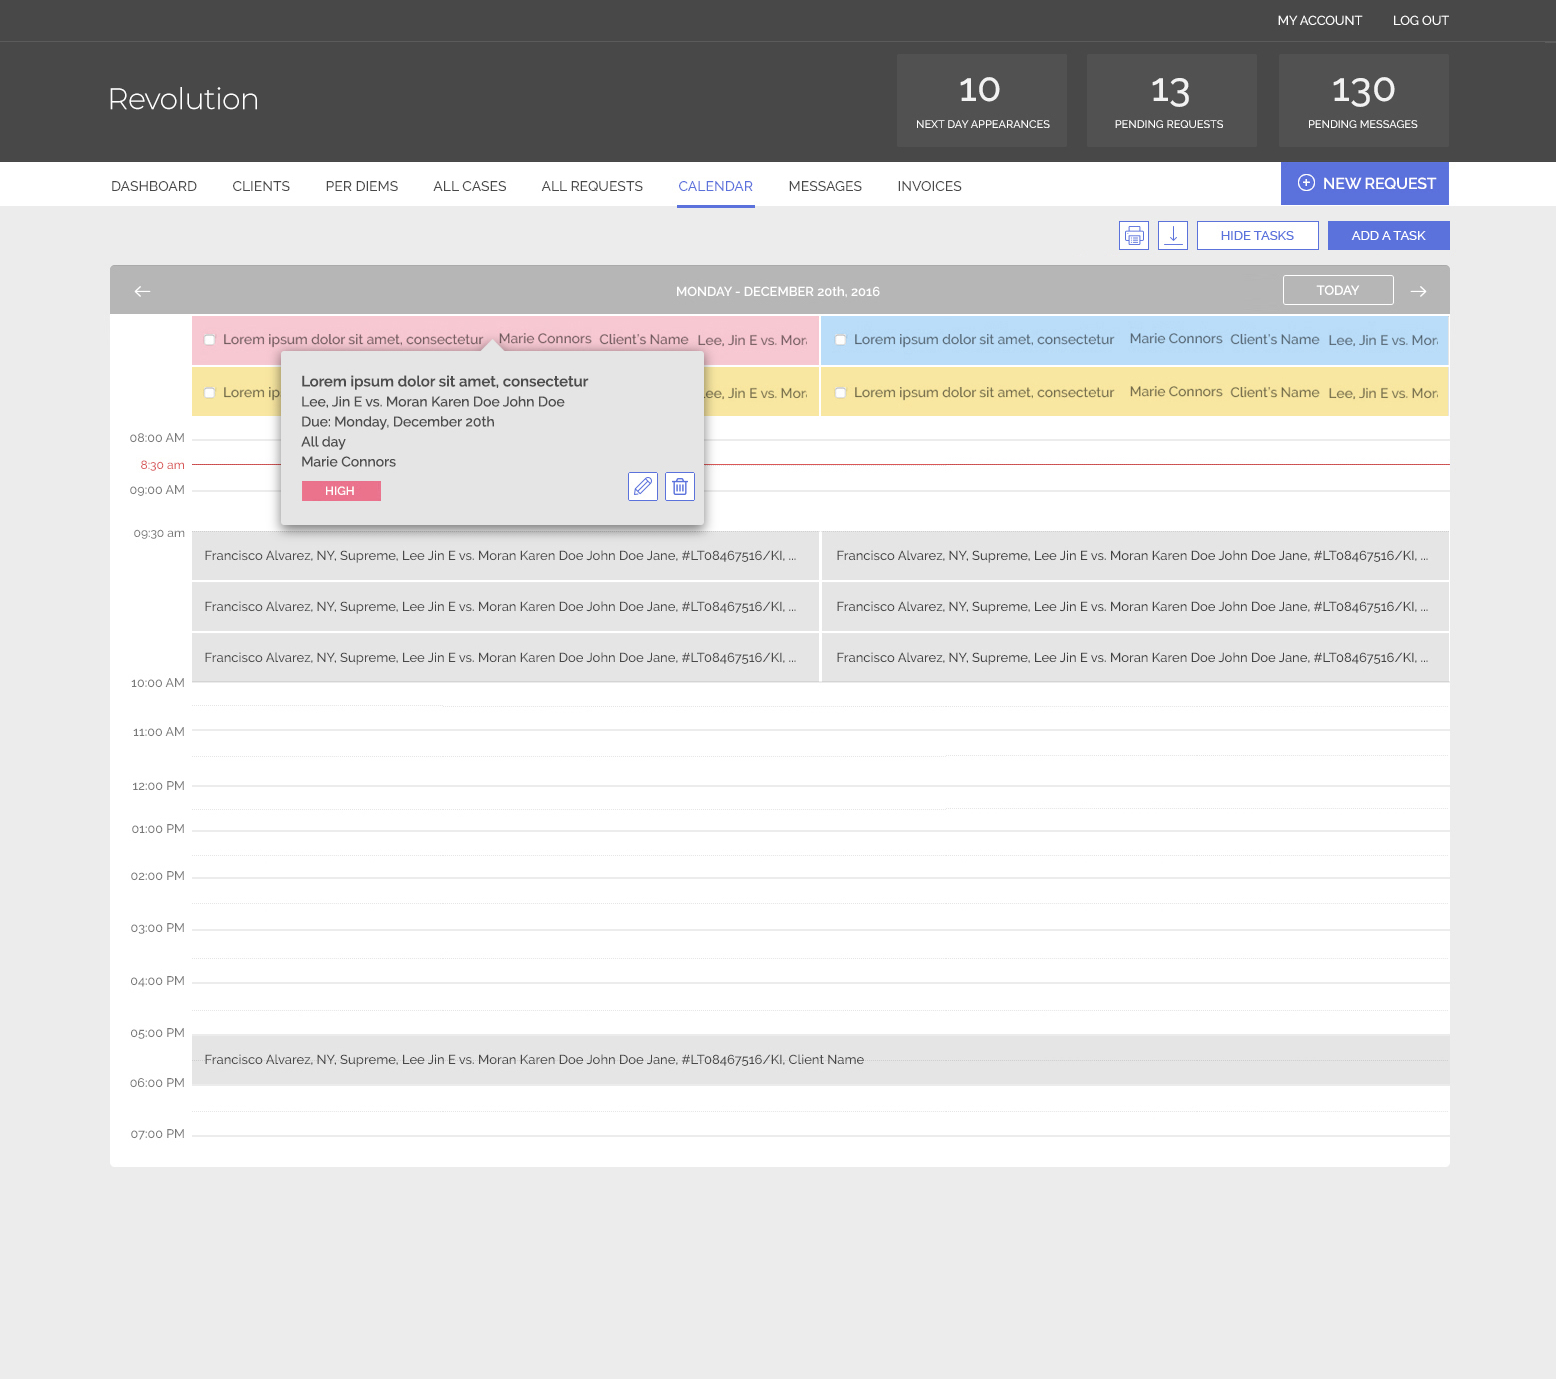 MY ACCOUNT LOG OUT
Revolution
10 13 130
NEXT DAY APPEARANCES PENDING REQUESTS PENDING MESSAGES
DASHBOARD CLIENTS PER DIEMS ALL CASES ALL REQUESTS CALENDAR MESSAGES INVOICES NEW REQUEST
HIDE TASKS ADD A TASK
MONDAY - DECEMBER 20th, 2016 TODAY
Lorem ipsum dolor sit amet, consectetur Marie Connors Client's Name Lee, Jin E vs. Mor
Lorem ipsum dolor sit amet, consectetur Marie Connors Client's Name Lee, Jin E vs. Mor
Lorem ip Lee, Jin E vs. Mor
Lorem ipsum dolor sit amet, consectetur Marie Connors Client's Name Lee, Jin E vs. Mor
Lorem ipsum dolor sit amet, consectetur
Lee, Jin E vs. Moran Karen Doe John Doe
Due: Monday, December 20th
All day
Marie Connors
HIGH
08:00 AM
8:30 am
09:00 AM
09:30 am
Francisco Alvarez, NY, Supreme, Lee Jin E vs. Moran Karen Doe John Doe Jane, #LT08467516/KI, ...
Francisco Alvarez, NY, Supreme, Lee Jin E vs. Moran Karen Doe John Doe Jane, #LT08467516/KI, ...
Francisco Alvarez, NY, Supreme, Lee Jin E vs. Moran Karen Doe John Doe Jane, #LT08467516/KI, ...
Francisco Alvarez, NY, Supreme, Lee Jin E vs. Moran Karen Doe John Doe Jane, #LT08467516/KI, ...
Francisco Alvarez, NY, Supreme, Lee Jin E vs. Moran Karen Doe John Doe Jane, #LT08467516/KI, ...
Francisco Alvarez, NY, Supreme, Lee Jin E vs. Moran Karen Doe John Doe Jane, #LT08467516/KI, ...
10:00 AM
11:00 AM
12:00 PM
01:00 PM
02:00 PM
03:00 PM
04:00 PM
05:00 PM
Francisco Alvarez, NY, Supreme, Lee Jin E vs. Moran Karen Doe John Doe Jane, #LT08467516/KI, Client Name
06:00 PM
07:00 PM